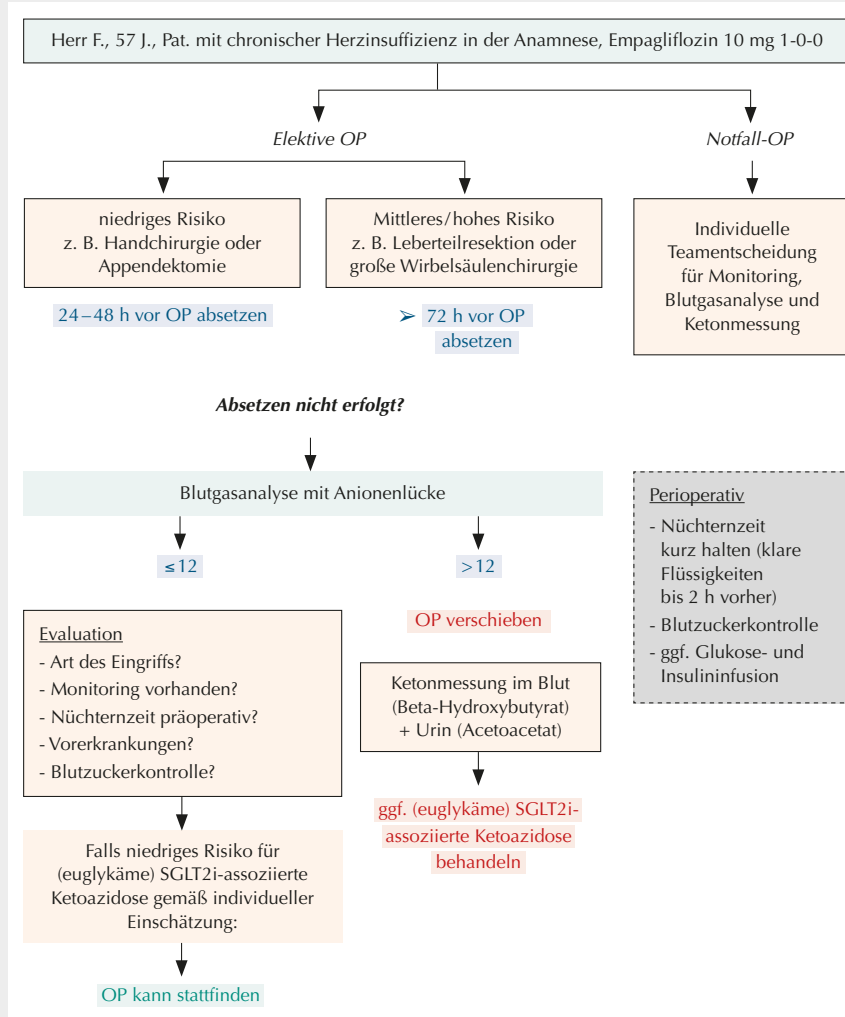 Herr F., 57 J., Pat. mit chronischer Herzinsuffizienz in der Anamnese, Empagliflozin 10 mg 1-0-0
Elektive OP
Notfall-OP
niedriges Risiko
z. B. Handchirurgie oder
Appendektomie
Mittleres/hohes Risiko
z. B. Leberteilresektion oder
große Wirbelsäulenchirurgie
Individuelle
Teamentscheidung
für Monitoring,
Blutgasanalyse und
Ketonmessung
24–48 h vor OP absetzen
➢ 72 h vor OP
absetzen
Absetzen nicht erfolgt?
Blutgasanalyse mit Anionenlücke
≤12
>12
Perioperativ
- Nüchternzeit
kurz halten (klare
Flüssigkeiten
bis 2 h vorher)
- Blutzuckerkontrolle
- ggf. Glukose- und
Insulininfusion
Evaluation
- Art des Eingriffs?
- Monitoring vorhanden?
- Nüchternzeit präoperativ?
- Vorerkrankungen?
- Blutzuckerkontrolle?
OP verschieben
Ketonmessung im Blut
(Beta-Hydroxybutyrat)
+ Urin (Acetoacetat)
ggf. (euglykäme) SGLT2i-
assoziierte Ketoazidose
behandeln
Falls niedriges Risiko für
(euglykäme) SGLT2i-assoziierte
Ketoazidose gemäß individueller
Einschätzung:
OP kann stattfinden